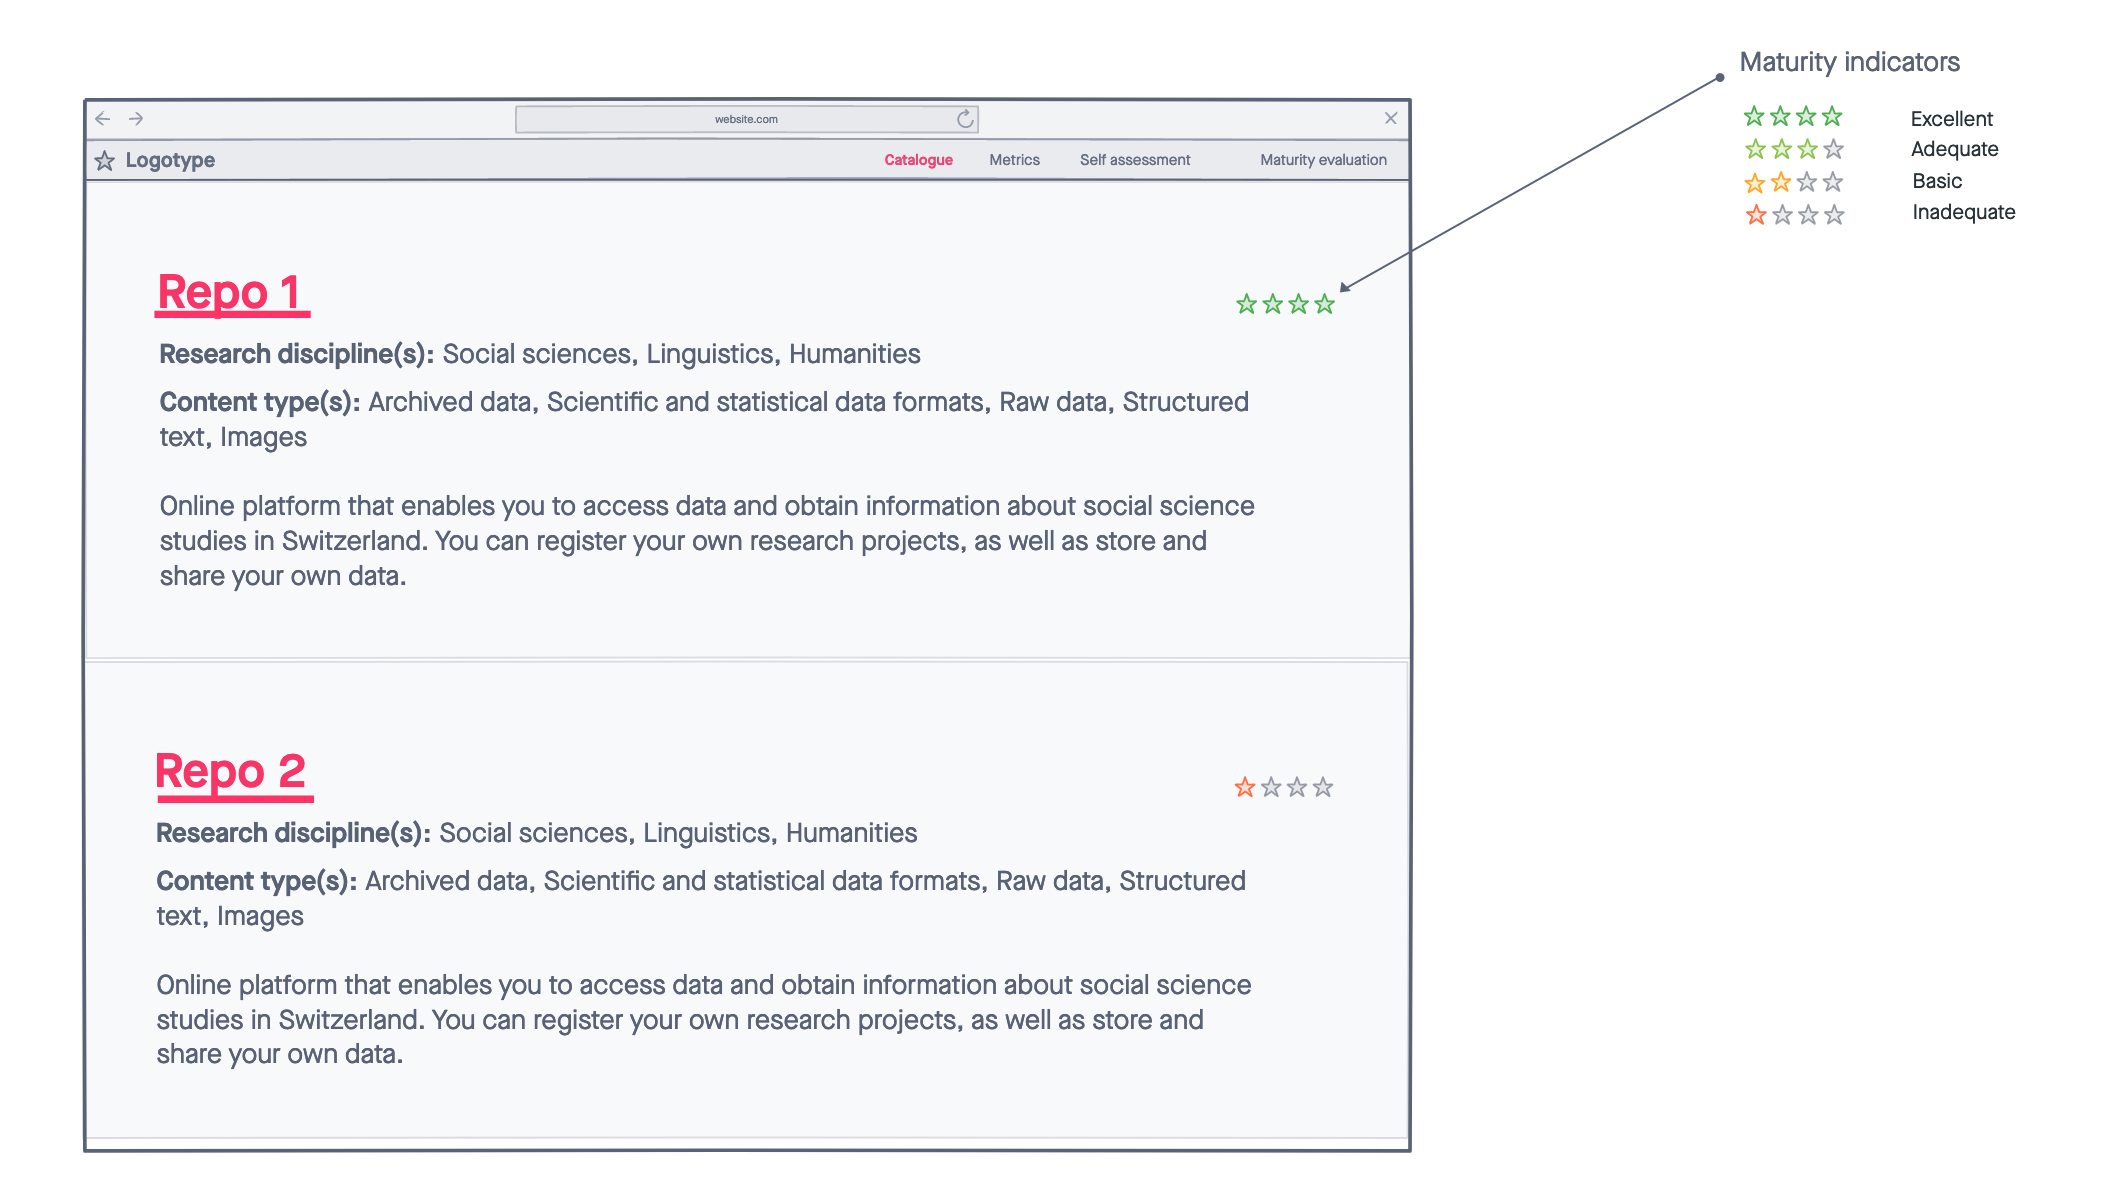 Maturity indicators
Excellent
Adequate
Basic
Inadequate
website.com
Logotype
Catalogue Metrics Self assessment Maturity evaluation
Repo 1
Research discipline(s): Social sciences, Linguistics, Humanities
Content type(s): Archived data, Scientific and statistical data formats, Raw data, Structured
text, Images
Online platform that enables you to access data and obtain information about social science
studies in Switzerland. You can register your own research projects, as well as store and
share your own data.
Repo 2
Research discipline(s): Social sciences, Linguistics, Humanities
Content type(s): Archived data, Scientific and statistical data formats, Raw data, Structured
text, Images
Online platform that enables you to access data and obtain information about social science
studies in Switzerland. You can register your own research projects, as well as store and
share your own data.